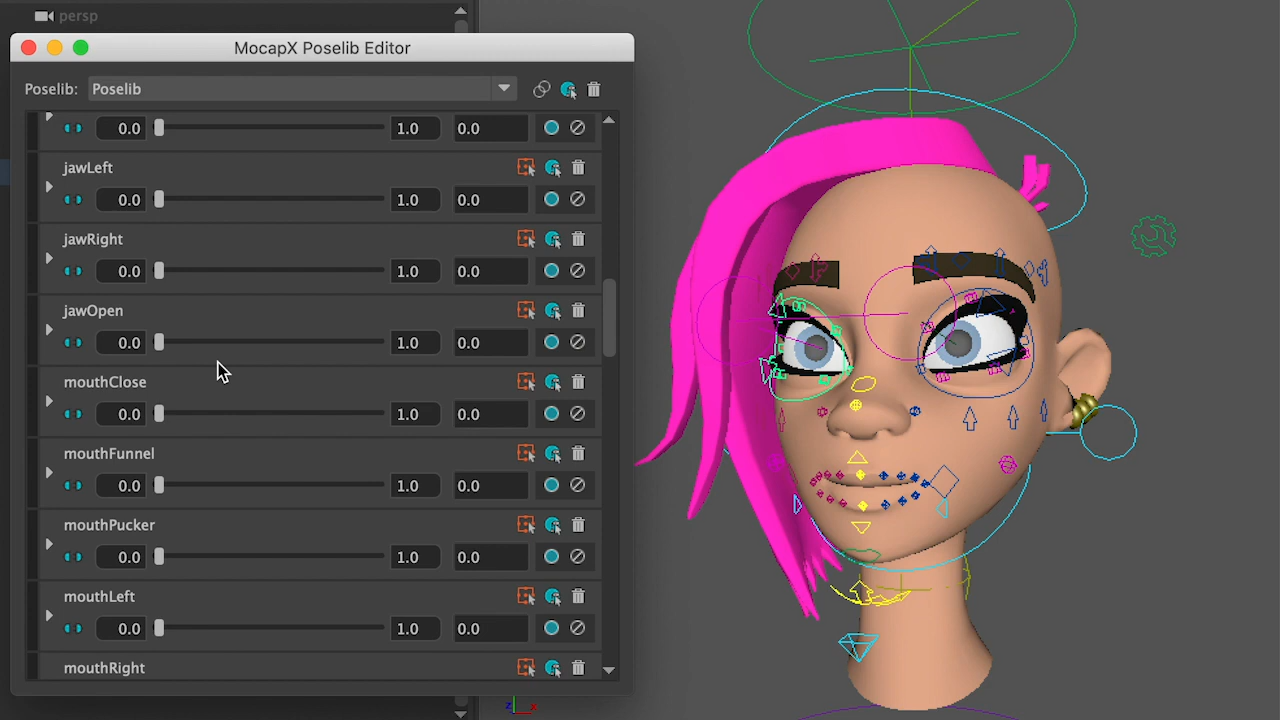 persp
MocapX Poselib Editor
Poselib: Poselib
0.0 1.0 0.0
jawLeft
0.0 1.0 0.0
jawRight
0.0 1.0 0.0
jawOpen
0.0 1.0 0.0
mouthClose
0.0 1.0 0.0
mouthFunnel
0.0 1.0 0.0
mouthPucker
0.0 1.0 0.0
mouthLeft
0.0 1.0 0.0
mouthRight
z x